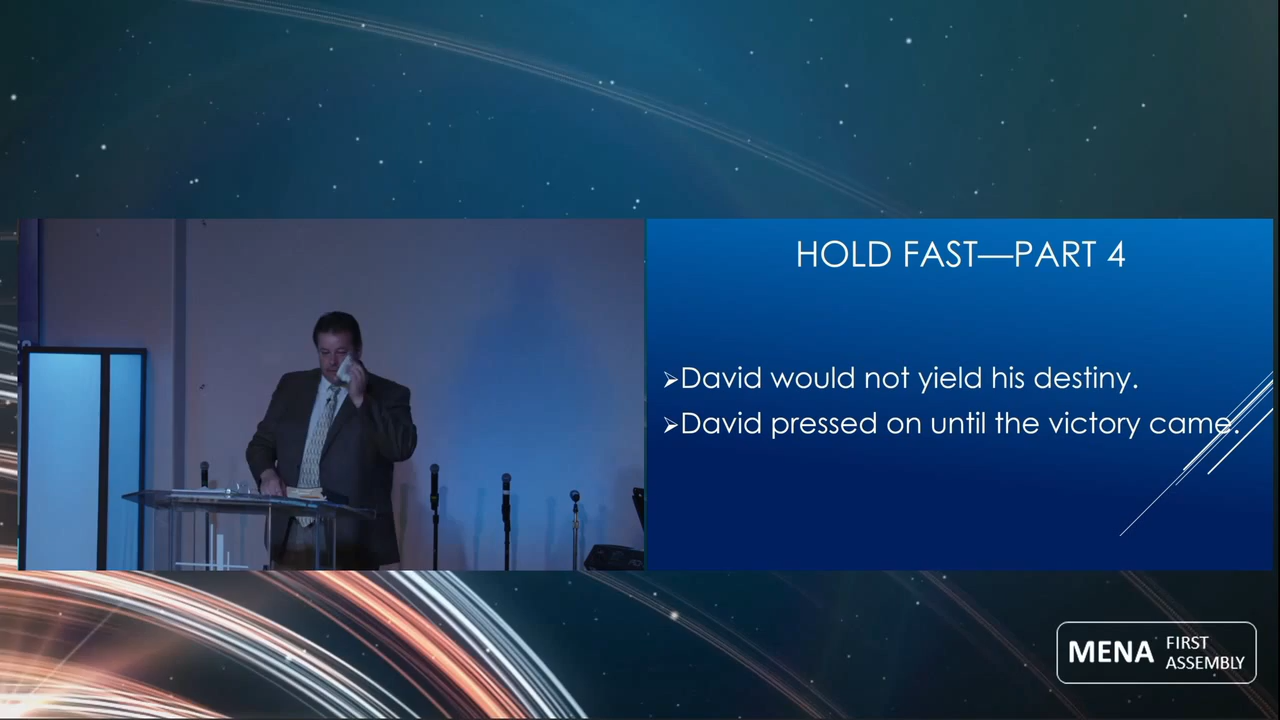 HOLD FAST—PART 4
➢David would not yield his destiny.
➢David pressed on until the victory came.
MENA FIRST
ASSEMBLY